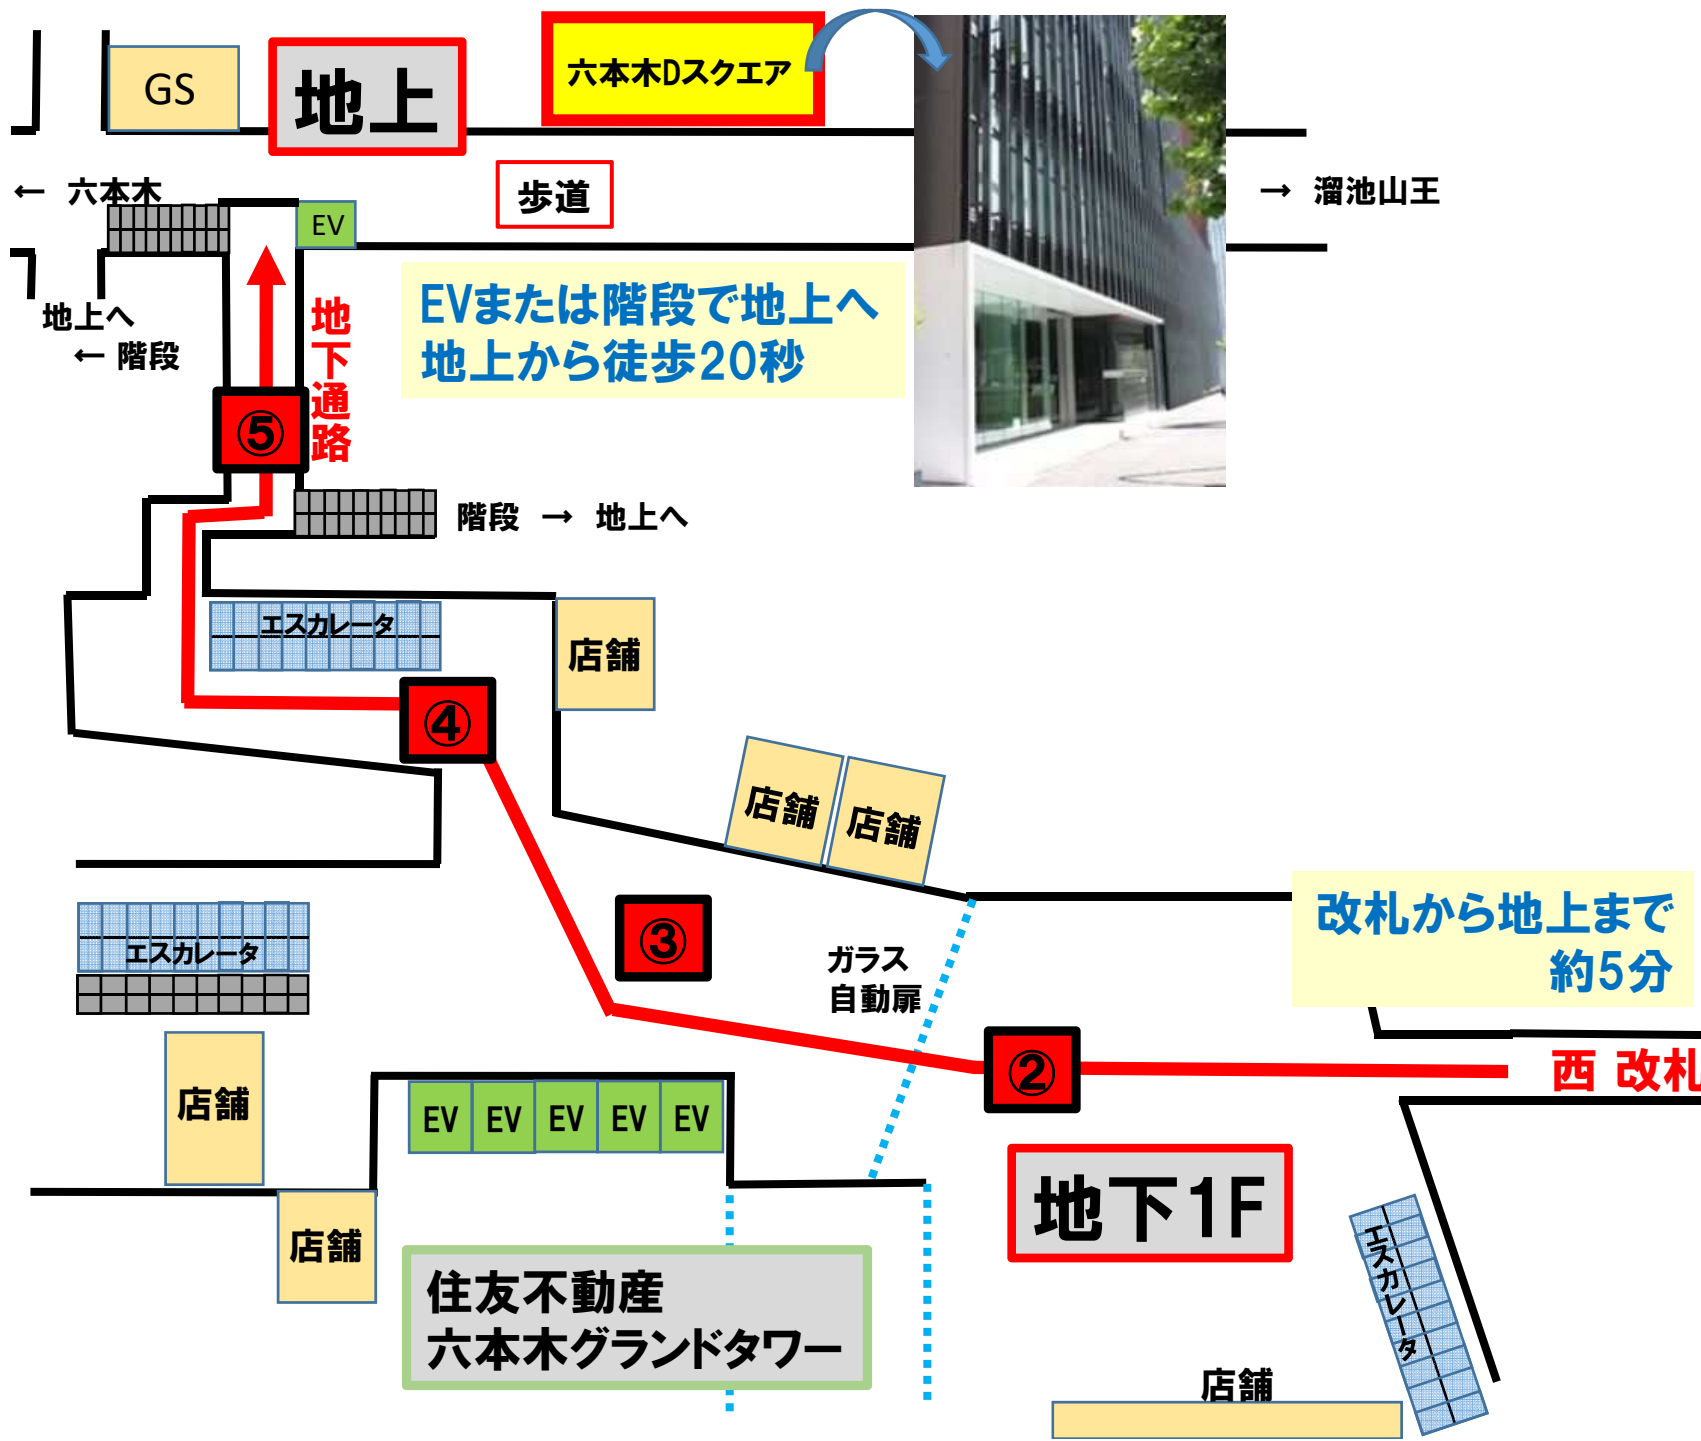 GS
地上
六本木Dスクエア
← 六本木
EV
歩道
→ 溜池山王
地上へ
← 階段
地下通路
EVまたは階段で地上へ
地上から徒歩20秒
⑤
階段 → 地上へ
エスカレータ
店舗
④
店舗
店舗
③
ガラス
自動扉
改札から地上まで
約5分
エスカレータ
②
西 改札
店舗
EV EV EV EV EV
地下1F
店舗
住友不動産
六本木グランドタワー
エスカレータ
店舗